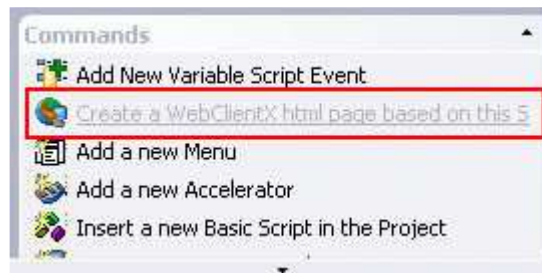 Commands
Add New Variable Script Event
Create a WebClientX html page based on this S
Add a new Menu
Add a new Accelerator
Insert a new Basic Script in the Project